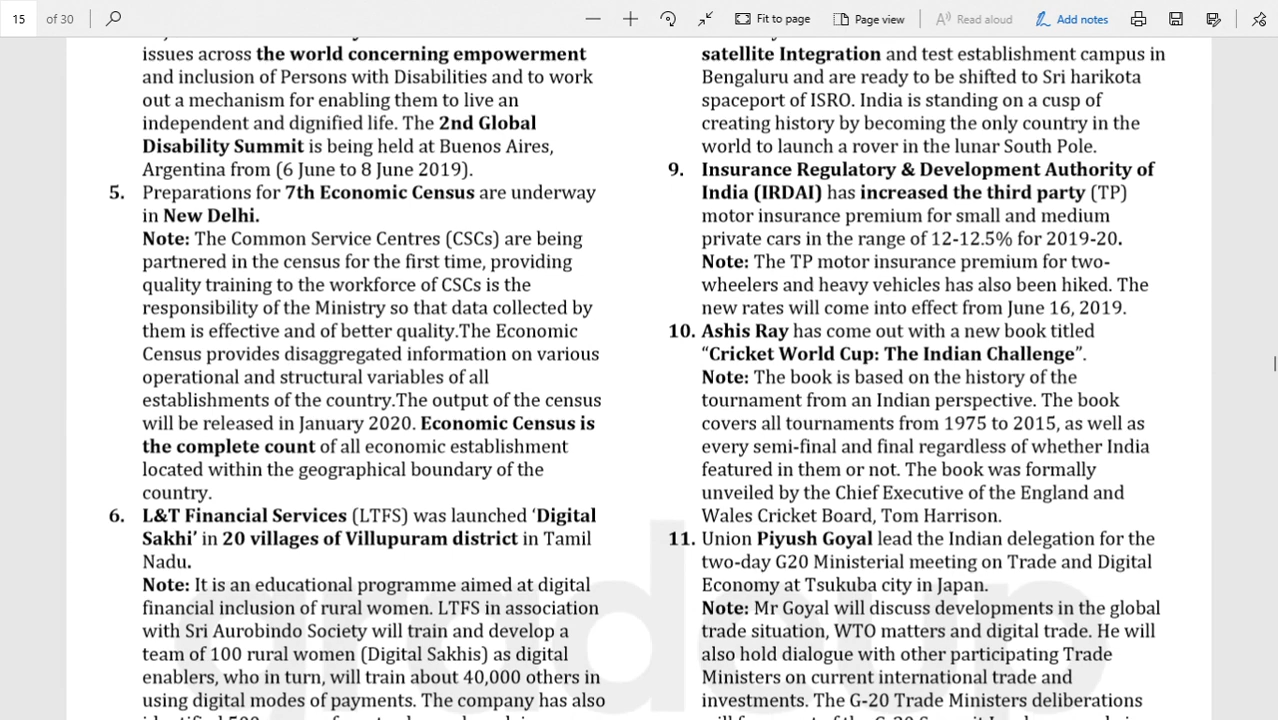 15 of 30
Fit to page
Page view
Read aloud
Add notes
issues across the world concerning empowerment
and inclusion of Persons with Disabilities and to work
out a mechanism for enabling them to live an
independent and dignified life. The 2nd Global
Disability Summit is being held at Buenos Aires,
Argentina from (6 June to 8 June 2019).
5. Preparations for 7th Economic Census are underway
in New Delhi.
Note: The Common Service Centres (CSCs) are being
partnered in the census for the first time, providing
quality training to the workforce of CSCs is the
responsibility of the Ministry so that data collected by
them is effective and of better quality.The Economic
Census provides disaggregated information on various
operational and structural variables of all
establishments of the country.The output of the census
will be released in January 2020. Economic Census is
the complete count of all economic establishment
located within the geographical boundary of the
country.
6. L&T Financial Services (LTFS) was launched ‘Digital
Sakhi’ in 20 villages of Villupuram district in Tamil
Nadu.
Note: It is an educational programme aimed at digital
financial inclusion of rural women. LTFS in association
with Sri Aurobindo Society will train and develop a
team of 100 rural women (Digital Sakhis) as digital
enablers, who in turn, will train about 40,000 others in
using digital modes of payments. The company has also
satellite Integration and test establishment campus in
Bengaluru and are ready to be shifted to Sri harikota
spaceport of ISRO. India is standing on a cusp of
creating history by becoming the only country in the
world to launch a rover in the lunar South Pole.
9. Insurance Regulatory & Development Authority of
India (IRDAI) has increased the third party (TP)
motor insurance premium for small and medium
private cars in the range of 12-12.5% for 2019-20.
Note: The TP motor insurance premium for two-
wheelers and heavy vehicles has also been hiked. The
new rates will come into effect from June 16, 2019.
10. Ashis Ray has come out with a new book titled
“Cricket World Cup: The Indian Challenge”.
Note: The book is based on the history of the
tournament from an Indian perspective. The book
covers all tournaments from 1975 to 2015, as well as
every semi-final and final regardless of whether India
featured in them or not. The book was formally
unveiled by the Chief Executive of the England and
Wales Cricket Board, Tom Harrison.
11. Union Piyush Goyal lead the Indian delegation for the
two-day G20 Ministerial meeting on Trade and Digital
Economy at Tsukuba city in Japan.
Note: Mr Goyal will discuss developments in the global
trade situation, WTO matters and digital trade. He will
also hold dialogue with other participating Trade
Ministers on current international trade and
investments. The G-20 Trade Ministers deliberations